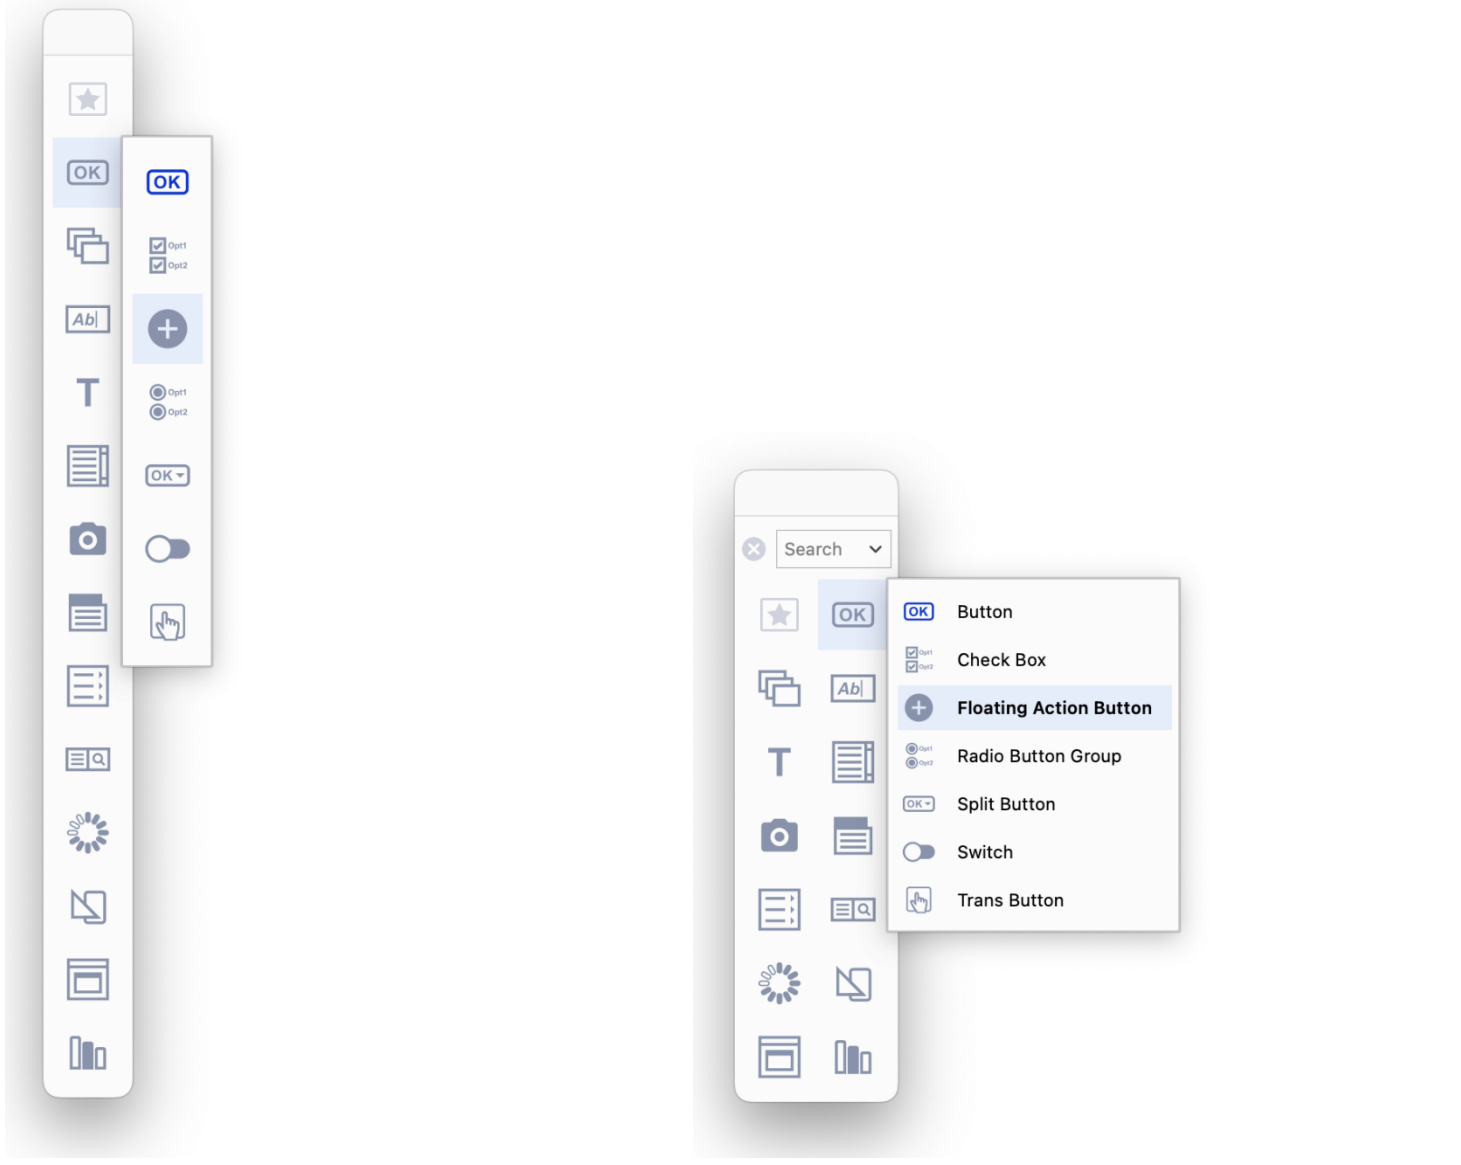 OK
OK
Opt1
Opt2
Ab
T
Opt1
Opt2
OK
Search
OK
OK
Button
Opt1
Opt2
Check Box
Ab
Floating Action Button
T
Opt1
Opt2
Radio Button Group
OK
Split Button
Switch
Trans Button